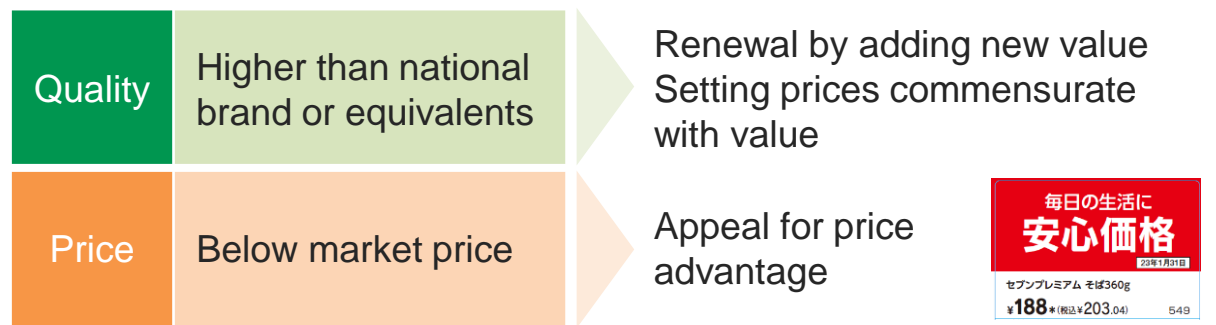 Quality
Higher than national
brand or equivalents
Renewal by adding new value
Setting prices commensurate
with value
Price
Below market price
Appeal for price
advantage
毎日の生活に
安心価格
23年1月31日
セブンプレミアム そば360g
¥188*(税込¥203.04) 549